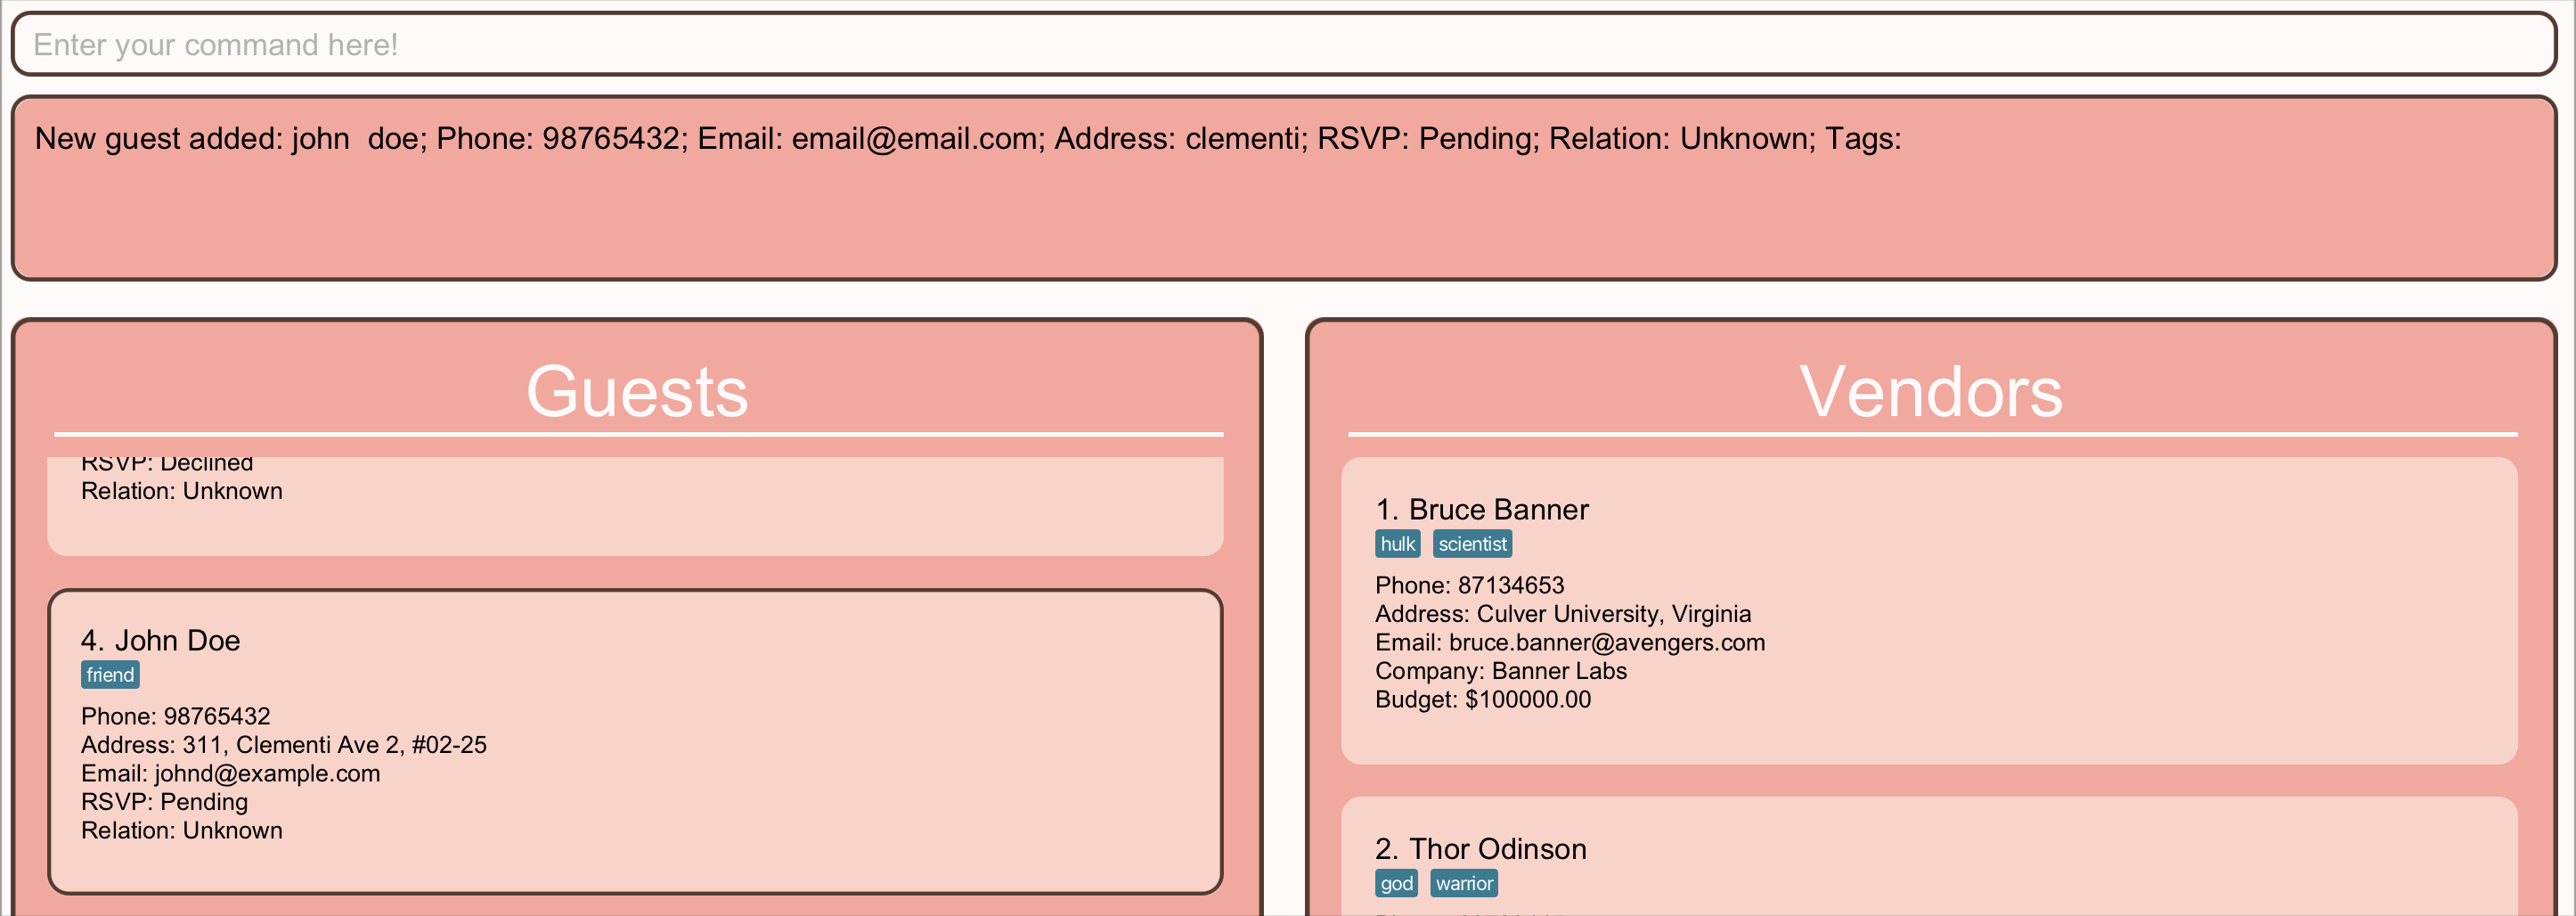 Enter your command here!
New guest added: john  doe; Phone: 98765432; Email: email@email.com; Address: clementi; RSVP: Pending; Relation: Unknown; Tags:
Guests
RSVP: Declined
Relation: Unknown
4. John Doe
friend
Phone: 98765432
Address: 311, Clementi Ave 2, #02-25
Email: johnd@example.com
RSVP: Pending
Relation: Unknown
Vendors
1. Bruce Banner
hulk scientist
Phone: 87134653
Address: Culver University, Virginia
Email: bruce.banner@avengers.com
Company: Banner Labs
Budget: $100000.00
2. Thor Odinson
god warrior